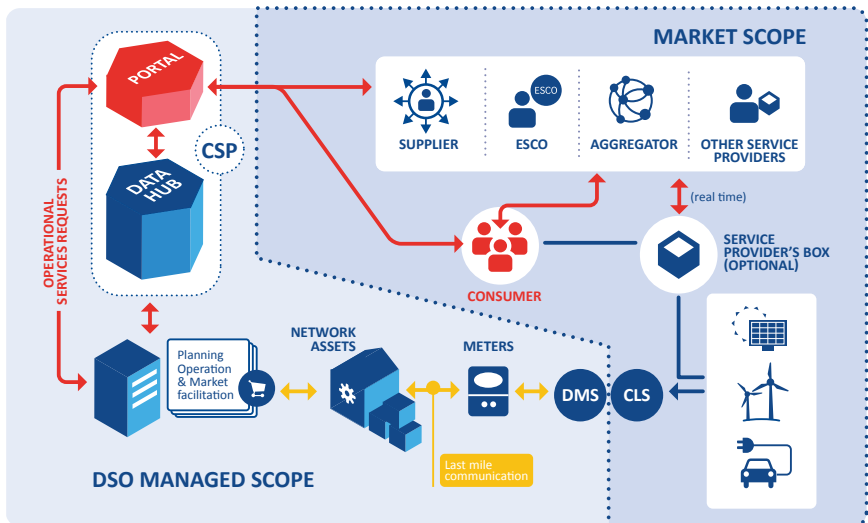 MARKET SCOPE
PORTAL
ESCO
SUPPLIER
ESCO
AGGREGATOR
OTHER SERVICE
PROVIDERS
CSP
DATA
HUB
(real time)
OPERATIONAL
SERVICES REQUESTS
SERVICE
PROVIDER'S BOX
(OPTIONAL)
CONSUMER
NETWORK
ASSETS
METERS
Planning
Operation
& Market
facilitation
DMS
CLS
Last mile
communication
DSO MANAGED SCOPE